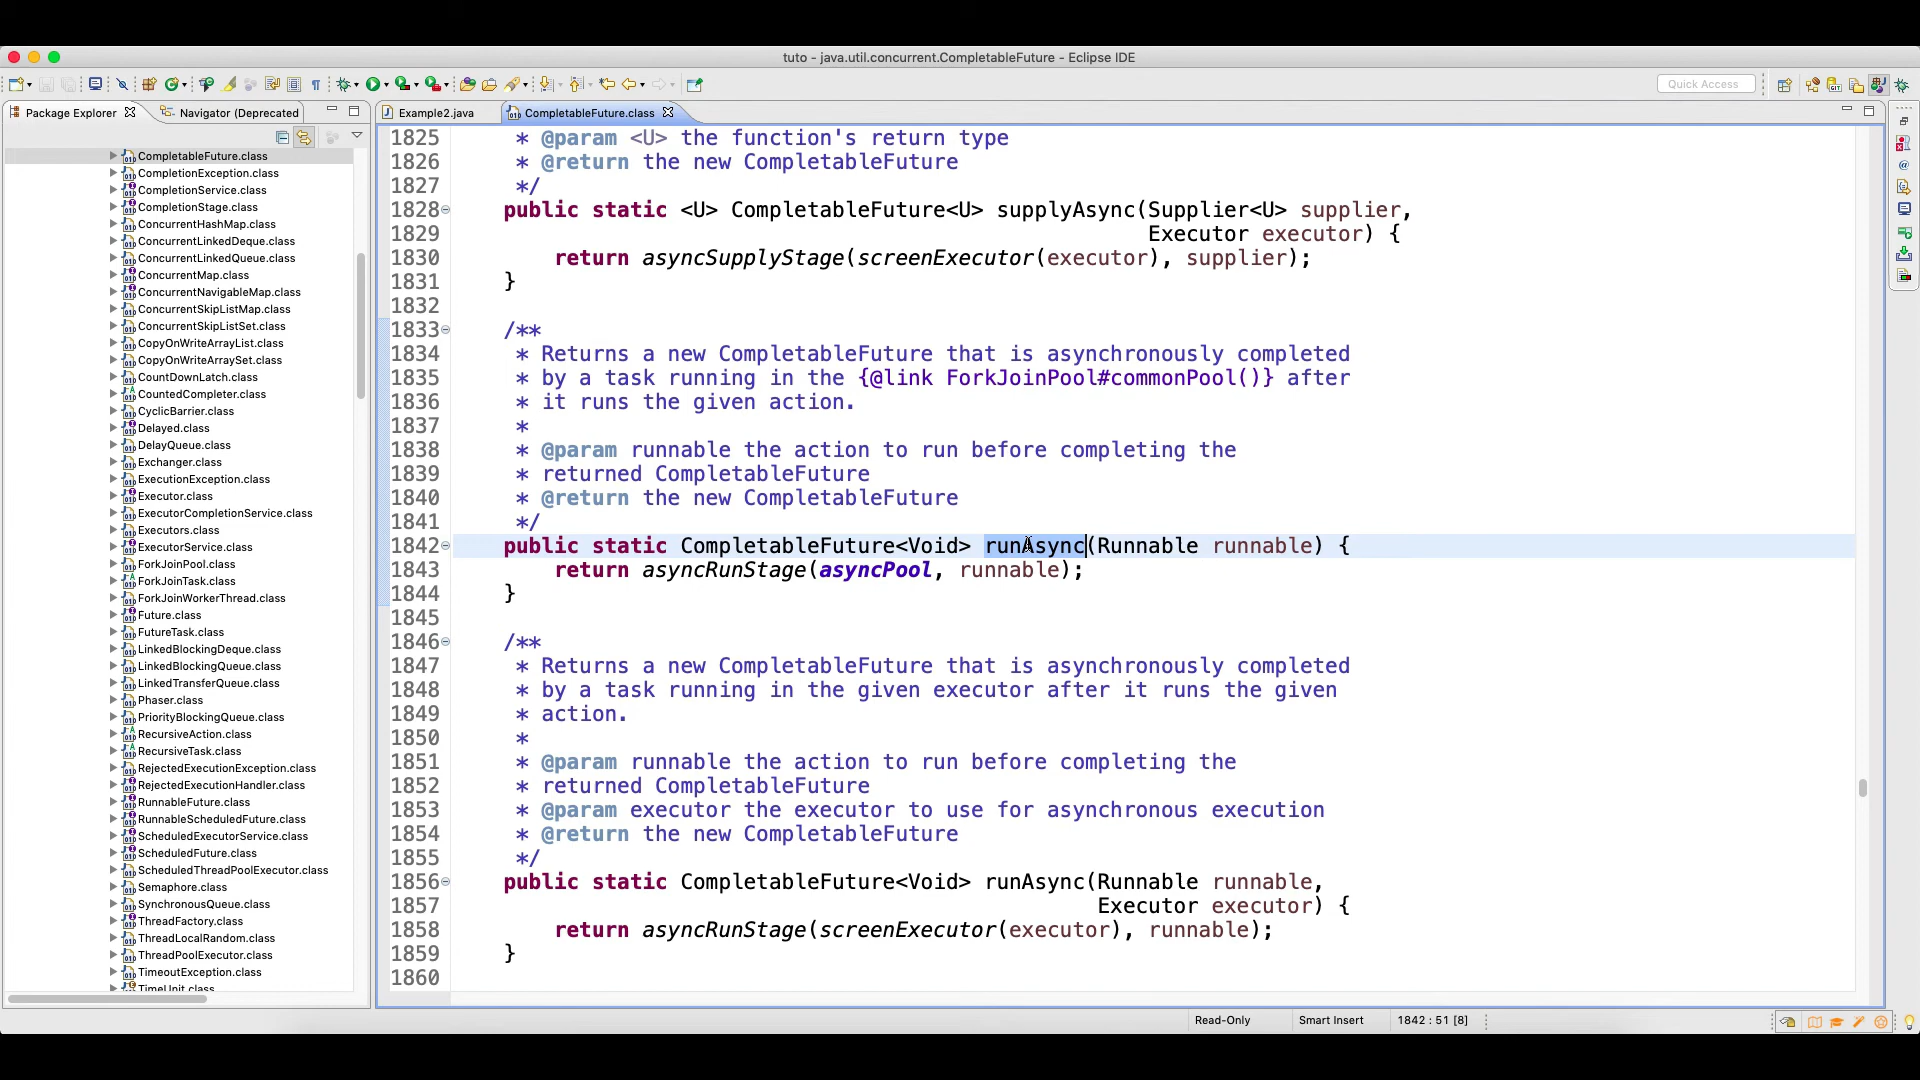 tuto - java.util.concurrent.CompletableFuture - Eclipse IDE
Quick Access
Package Explorer
Navigator (Deprecated
Example2.java
CompletableFuture.class
CompletableFuture.class
CompletionException.class
CompletionService.class
CompletionStage.class
ConcurrentHashMap.class
ConcurrentLinkedDeque.class
ConcurrentLinkedQueue.class
ConcurrentMap.class
ConcurrentNavigableMap.class
ConcurrentSkipListMap.class
ConcurrentSkipListSet.class
CopyOnWriteArrayList.class
CopyOnWriteArraySet.class
CountDownLatch.class
CountedCompleter.class
CyclicBarrier.class
Delayed.class
DelayQueue.class
Exchanger.class
ExecutionException.class
Executor.class
ExecutorCompletionService.class
Executors.class
ExecutorService.class
ForkJoinPool.class
ForkJoinTask.class
ForkJoinWorkerThread.class
Future.class
FutureTask.class
LinkedBlockingDeque.class
LinkedBlockingQueue.class
LinkedTransferQueue.class
Phaser.class
PriorityBlockingQueue.class
RecursiveAction.class
RecursiveTask.class
RejectedExecutionException.class
RejectedExecutionHandler.class
RunnableFuture.class
RunnableScheduledFuture.class
ScheduledExecutorService.class
ScheduledFuture.class
ScheduledThreadPoolExecutor.class
Semaphore.class
SynchronousQueue.class
ThreadFactory.class
ThreadLocalRandom.class
ThreadPoolExecutor.class
TimeoutException.class
TimeUnit.class
1825 * @param <U> the function's return type
1826 * @return the new CompletableFuture
1827 */
1828 public static <U> CompletableFuture<U> supplyAsync(Supplier<U> supplier,
1829 Executor executor) {
1830 return asyncSupplyStage(screenExecutor(executor), supplier);
1831 }
1832
1833 /**
1834 * Returns a new CompletableFuture that is asynchronously completed
1835 * by a task running in the {@link ForkJoinPool#commonPool()} after
1836 * it runs the given action.
1837 *
1838 * @param runnable the action to run before completing the
1839 * returned CompletableFuture
1840 * @return the new CompletableFuture
1841 */
1842 public static CompletableFuture<Void> runAsync(Runnable runnable) {
1843 return asyncRunStage(asyncPool, runnable);
1844 }
1845
1846 /**
1847 * Returns a new CompletableFuture that is asynchronously completed
1848 * by a task running in the given executor after it runs the given
1849 * action.
1850 *
1851 * @param runnable the action to run before completing the
1852 * returned CompletableFuture
1853 * @param executor the executor to use for asynchronous execution
1854 * @return the new CompletableFuture
1855 */
1856 public static CompletableFuture<Void> runAsync(Runnable runnable,
1857 Executor executor) {
1858 return asyncRunStage(screenExecutor(executor), runnable);
1859 }
1860
Read-Only
Smart Insert
1842 : 51 [8]